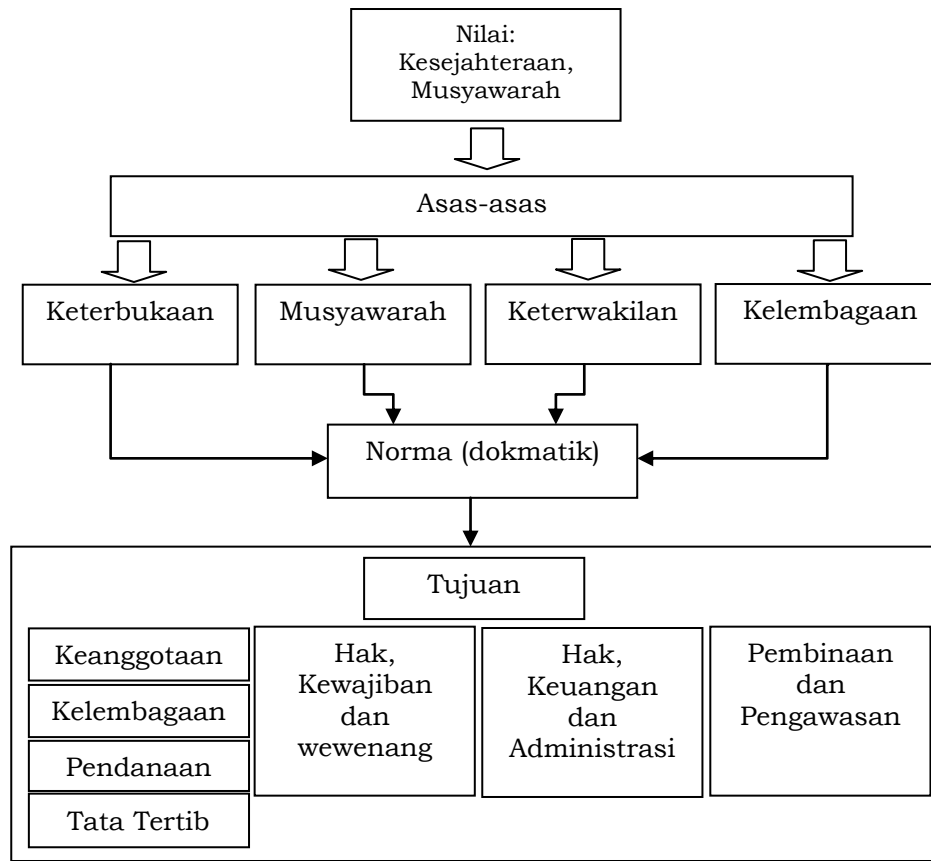 Nilai:
Kesejahteraan,
Musyawarah
Asas-asas
Keterbukaan
Musyawarah
Keterwakilan
Kelembagaan
Norma (dokmatik)
Tujuan
Keanggotaan
Kelembagaan
Pendanaan
Tata Tertib
Hak,
Kewajiban
dan
wewenang
Hak,
Keuangan
dan
Administrasi
Pembinaan
dan
Pengawasan